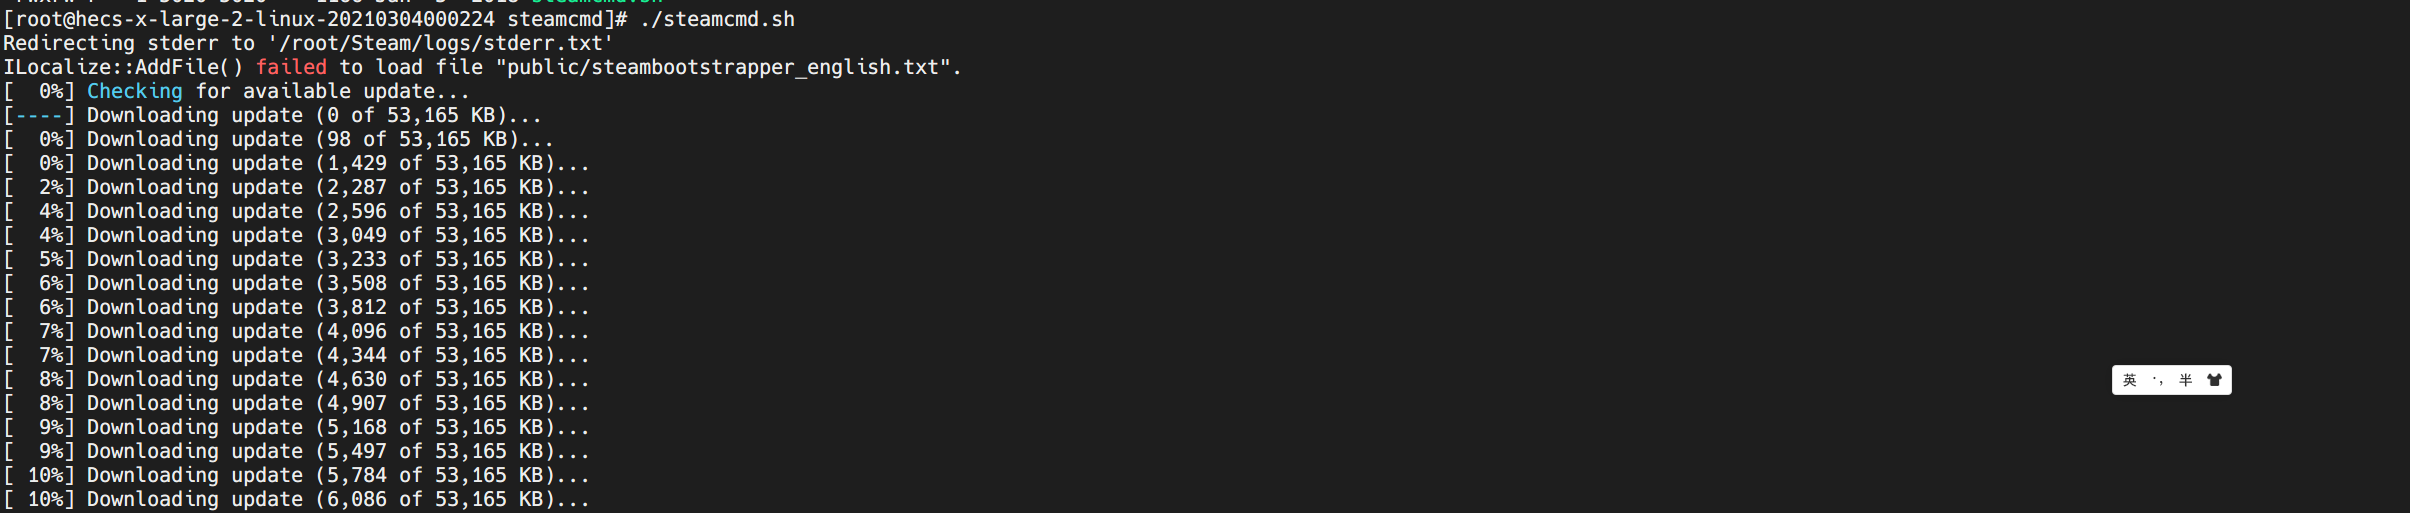 [root@hecs-x-large-2-linux-20210304000224 steamcmd]# ./steamcmd.sh
Redirecting stderr to '/root/Steam/logs/stderr.txt'
ILocalize::AddFile() failed to load file "public/steambootstrapper_english.txt".
[  0%] Checking for available update...
[----] Downloading update (0 of 53,165 KB)...
[  0%] Downloading update (98 of 53,165 KB)...
[  0%] Downloading update (1,429 of 53,165 KB)...
[  2%] Downloading update (2,287 of 53,165 KB)...
[  4%] Downloading update (2,596 of 53,165 KB)...
[  4%] Downloading update (3,049 of 53,165 KB)...
[  5%] Downloading update (3,233 of 53,165 KB)...
[  6%] Downloading update (3,508 of 53,165 KB)...
[  6%] Downloading update (3,812 of 53,165 KB)...
[  7%] Downloading update (4,096 of 53,165 KB)...
[  7%] Downloading update (4,344 of 53,165 KB)...
[  8%] Downloading update (4,630 of 53,165 KB)...
[  8%] Downloading update (4,907 of 53,165 KB)...
[  9%] Downloading update (5,168 of 53,165 KB)...
[  9%] Downloading update (5,497 of 53,165 KB)...
[ 10%] Downloading update (5,784 of 53,165 KB)...
[ 10%] Downloading update (6,086 of 53,165 KB)...
英 ·, 半